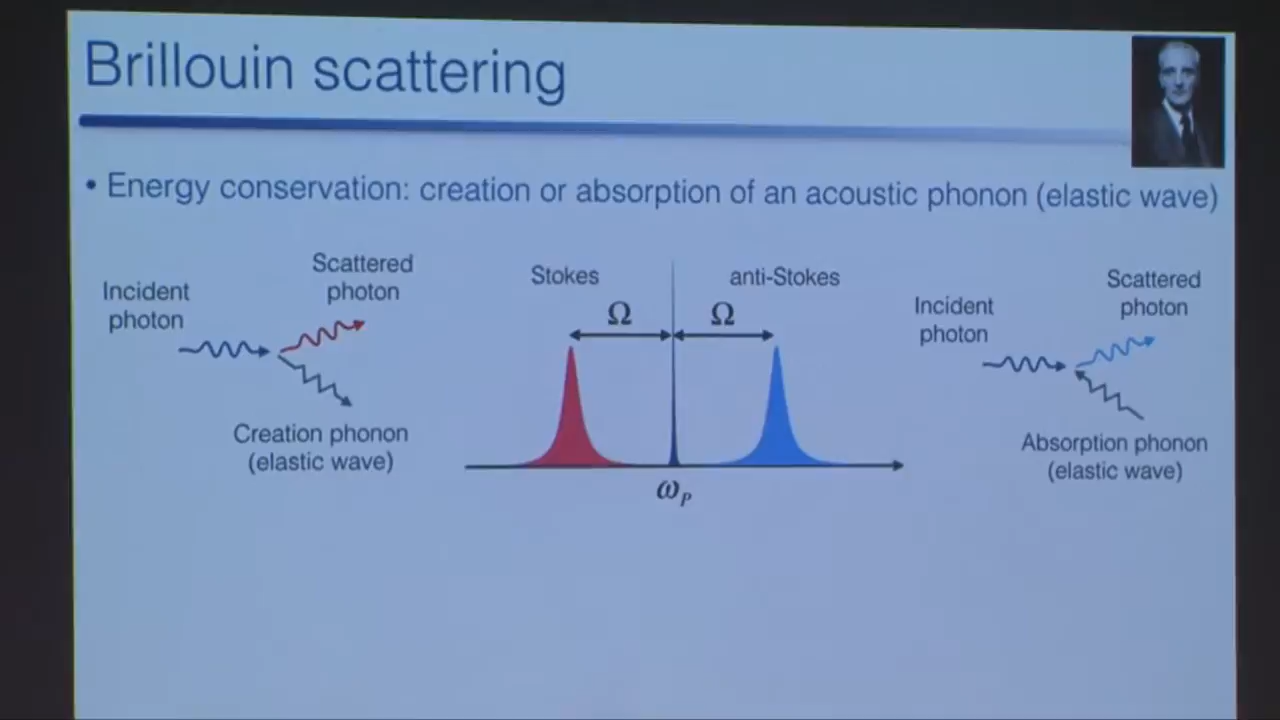 Brillouin scattering
• Energy conservation: creation or absorption of an acoustic phonon (elastic wave)
Incident
photon
Scattered
photon
Creation phonon
(elastic wave)
Stokes
anti-Stokes
Ω
Ω
ωP
Incident
photon
Scattered
photon
Absorption phonon
(elastic wave)